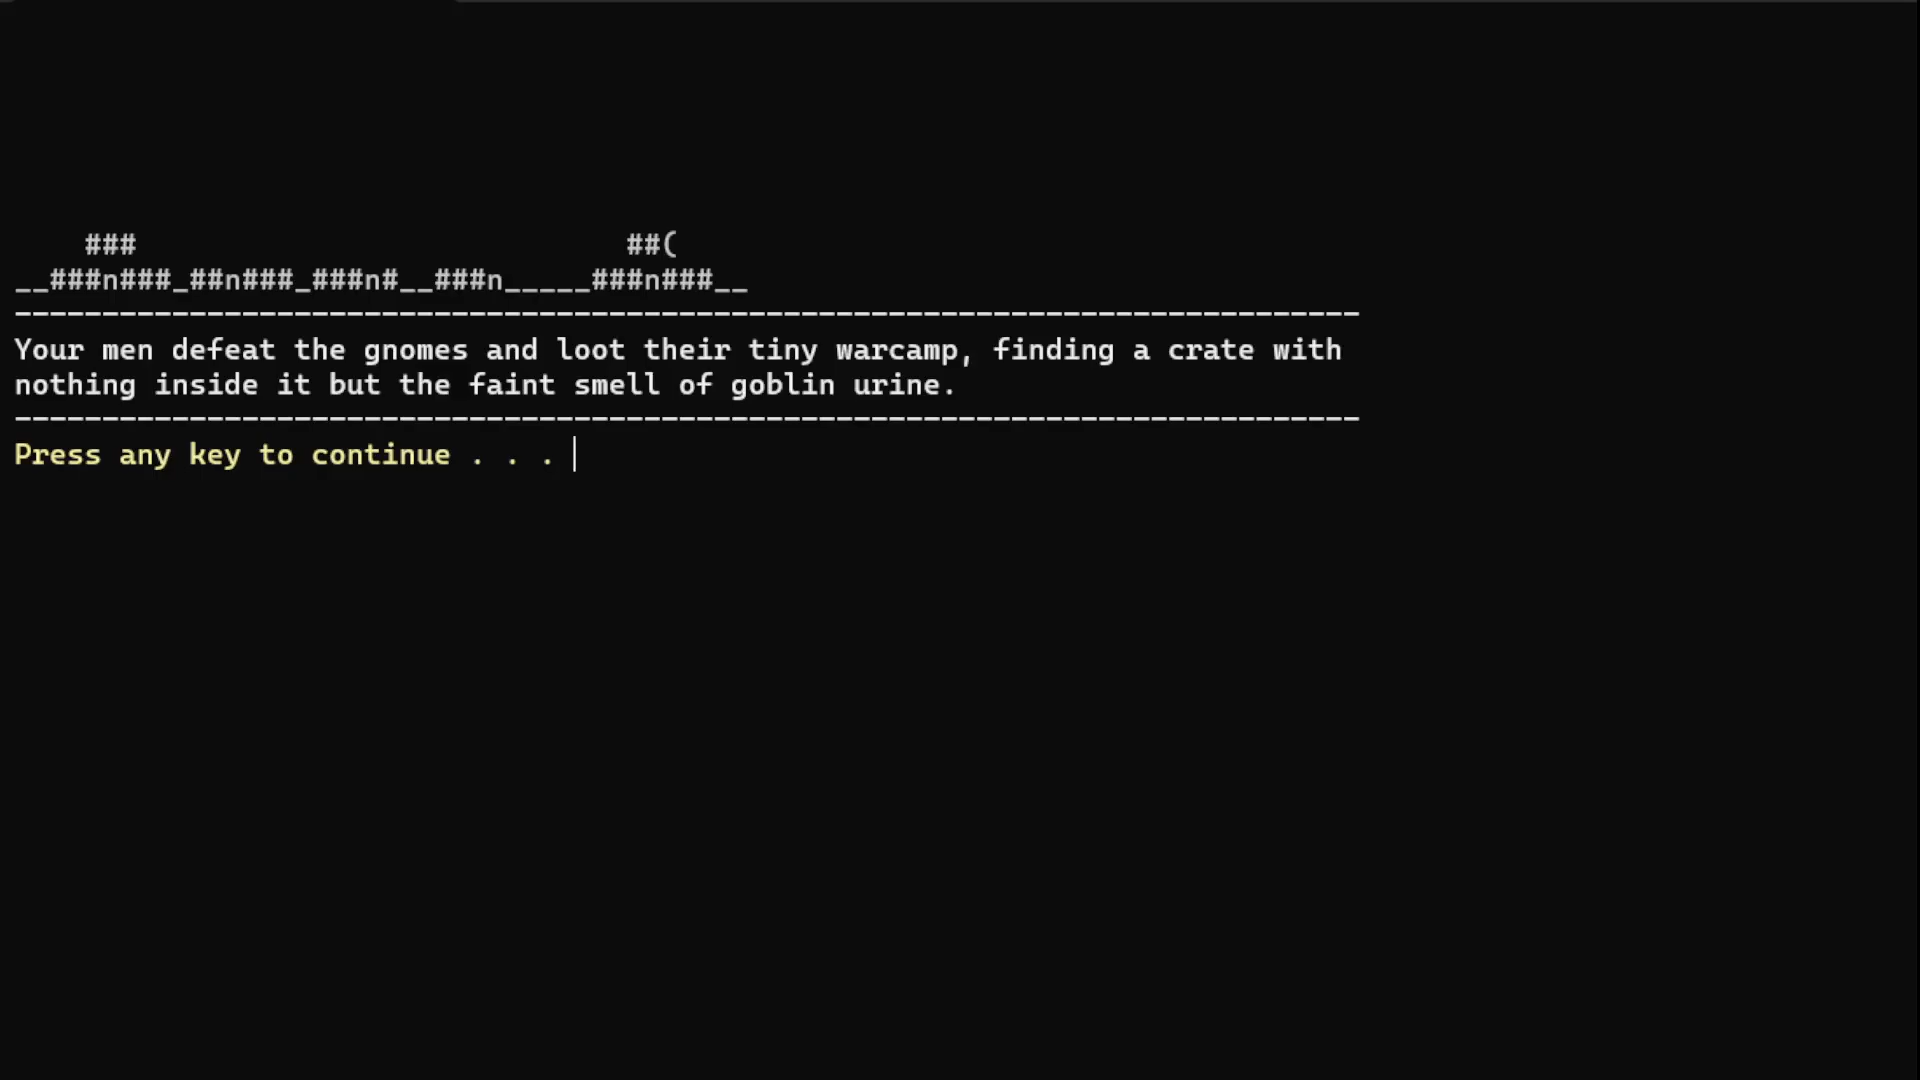 ###                            ##(
__###n###_##n###_###n#__###n_____###n###__
-----------------------------------------------------------------------------
Your men defeat the gnomes and loot their tiny warcamp, finding a crate with
nothing inside it but the faint smell of goblin urine.
-----------------------------------------------------------------------------
Press any key to continue . . .